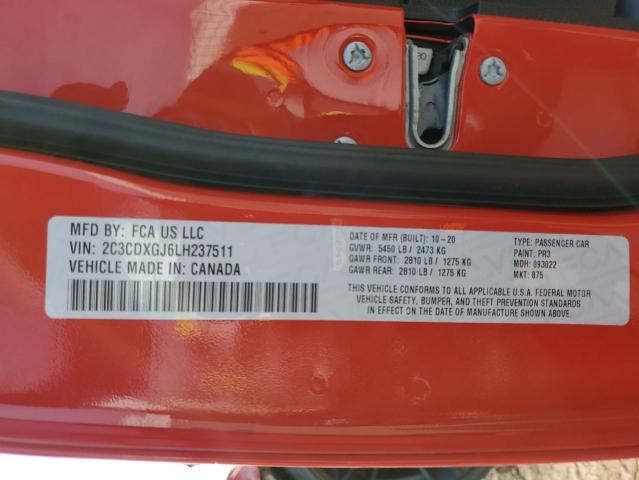 MFD BY: FCA US LLC
VIN: 2C3CDXGJ6LH237511
VEHICLE MADE IN: CANADA
DATE OF MFR (BUILT): 10-20
GVWR: 5450 LB / 2473 KG
GAWR FRONT: 2810 LB / 1275 KG
GAWR REAR: 2810 LB / 1275 KG
TYPE: PASSENGER CAR
PAINT: PR3
MDH: 093022
MKT: 875
THIS VEHICLE CONFORMS TO ALL APPLICABLE U.S.A. FEDERAL MOTOR
VEHICLE SAFETY, BUMPER, AND THEFT PREVENTION STANDARDS
IN EFFECT ON THE DATE OF MANUFACTURE SHOWN ABOVE.